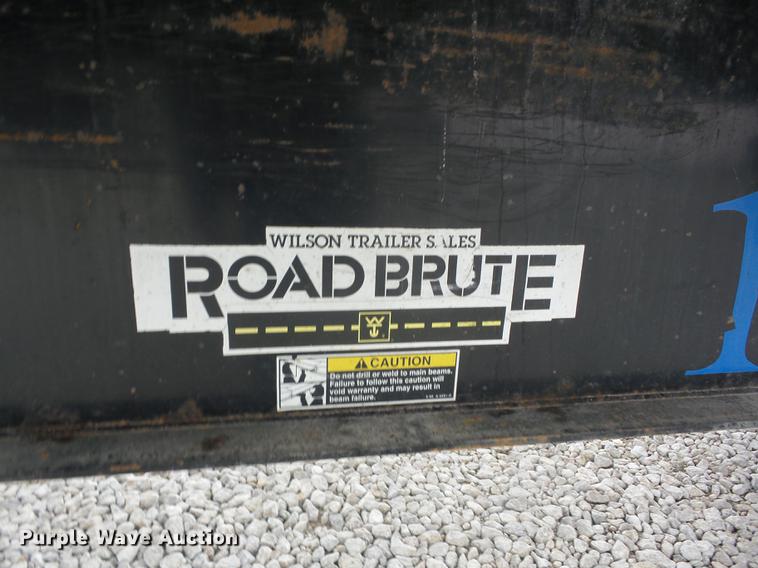 WILSON TRAILER SALES
ROAD BRUTE
CAUTION
Do not drill or weld to main beams.
Failure to follow this caution will
void warranty and may result in
beam failure.
Purple Wave Auction